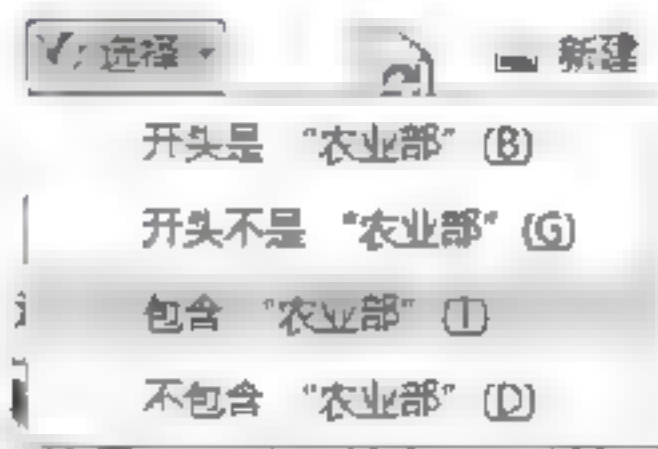 选择 新建
开头是 “农业部” (B)
开头不是 “农业部” (G)
包含 “农业部” (I)
不包含 “农业部” (D)